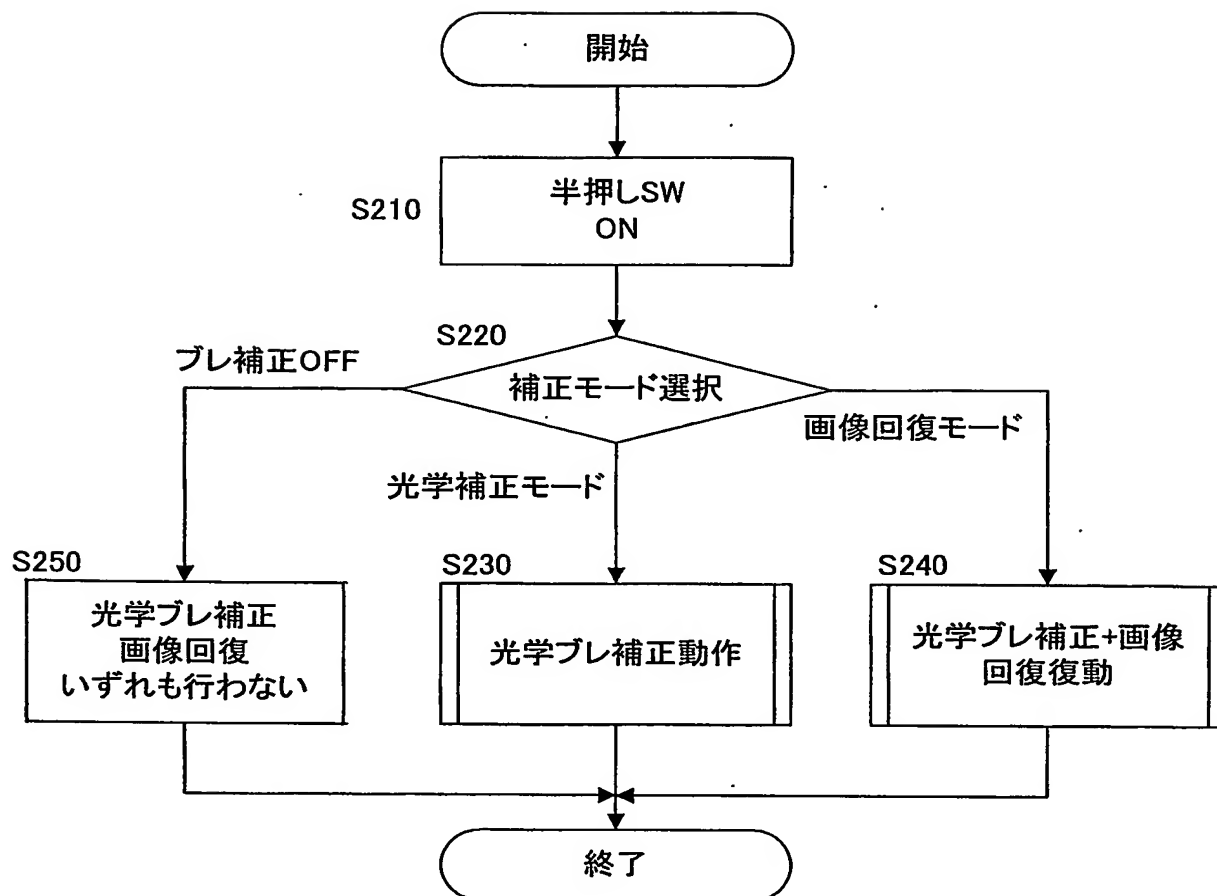 開始
S210
半押しSW
ON
S220
補正モード選択
ブレ補正OFF
光学補正モード
画像回復モード
S250
光学ブレ補正
画像回復
いずれも行わない
S230
光学ブレ補正動作
S240
光学ブレ補正+画像
回復復動
終了